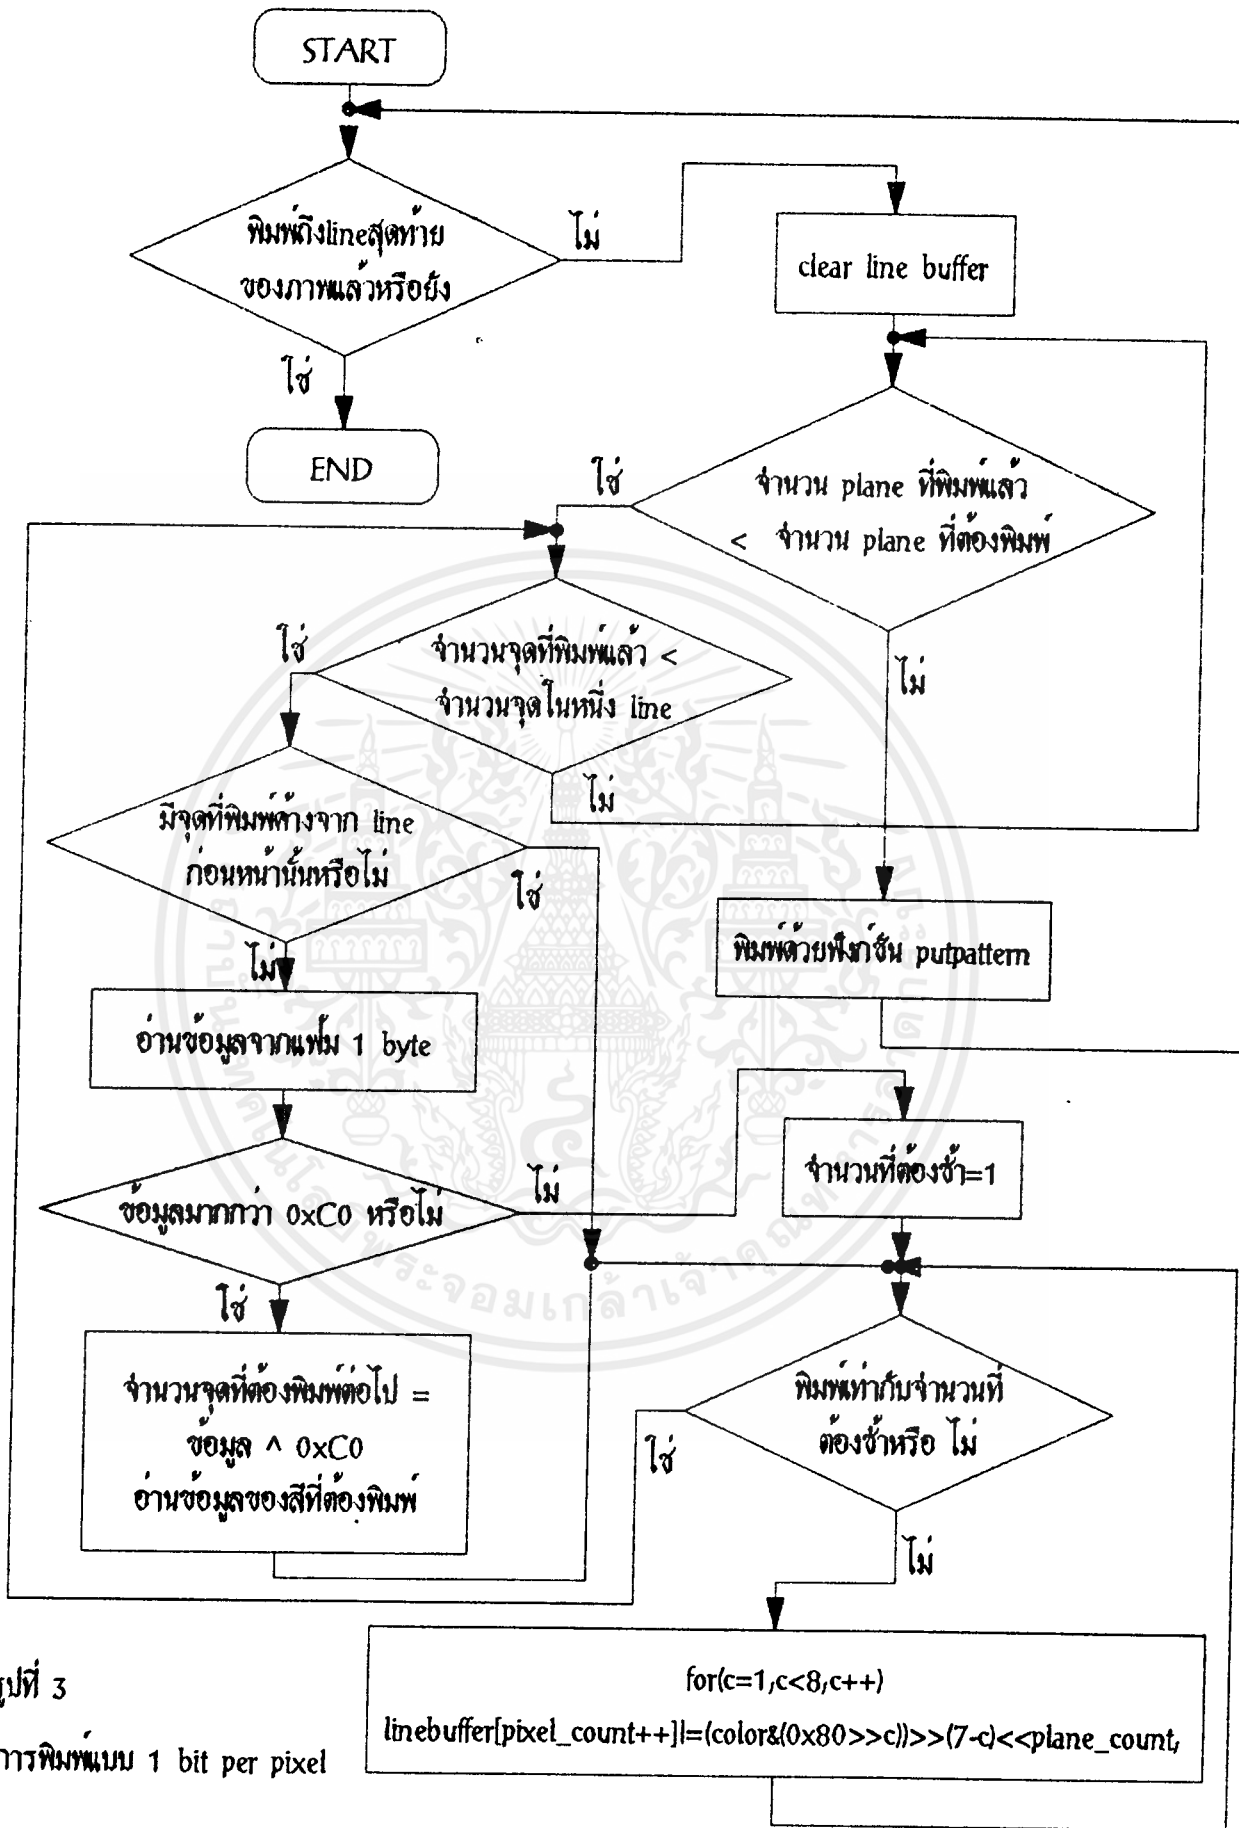 START
พิมพ์ถึงlineสุดท้าย
ของภาพแล้วหรือยัง
ไม่
clear line buffer
ใช่
END
ใช่
จำนวน plane ที่พิมพ์แล้ว
< จำนวน plane ที่ต้องพิมพ์
ใช่
จำนวนจุดที่พิมพ์แล้ว <
จำนวนจุดในหนึ่ง line
ไม่
ไม่
มีจุดที่พิมพ์ค้างจาก line
ก่อนหน้านั้นหรือไม่
ใช่
ไม่
พิมพ์ด้วยฟังก์ชัน putpattern
อ่านข้อมูลจากแฟ้ม 1 byte
จำนวนที่ต้องซ้ำ=1
ข้อมูลมากกว่า 0xC0 หรือไม่
ไม่
ใช่
จำนวนจุดที่ต้องพิมพ์ต่อไป =
ข้อมูล ^ 0xC0
อ่านข้อมูลของสีที่ต้องพิมพ์
พิมพ์เท่ากับจำนวนที่
ต้องซ้ำหรือ ไม่
ใช่
ไม่
for(c=1,c<8,c++)
linebuffer[pixel_count++]|=(color&(0x80>>c))>>(7-c)<<plane_count,
รูปที่ 3
การพิมพ์แบบ 1 bit per pixel